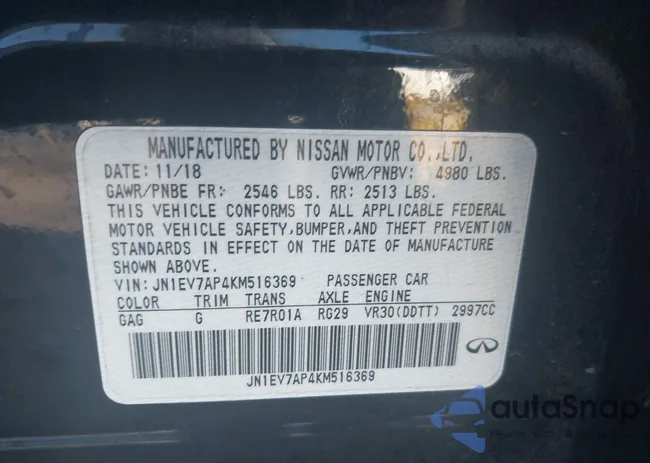 MANUFACTURED BY NISSAN MOTOR CO.,LTD.
DATE: 11/18 GVWR/PNBV: 4980 LBS.
GAWR/PNBE FR: 2546 LBS. RR: 2513 LBS.
THIS VEHICLE CONFORMS TO ALL APPLICABLE FEDERAL
MOTOR VEHICLE SAFETY,BUMPER,AND THEFT PREVENTION
STANDARDS IN EFFECT ON THE DATE OF MANUFACTURE
SHOWN ABOVE.
VIN: JN1EV7AP4KM516369 PASSENGER CAR
COLOR TRIM TRANS AXLE ENGINE
GAG G RE7R01A RG29 VR30(DDTT) 2997CC
JN1EV7AP4KM516369
autaSnap